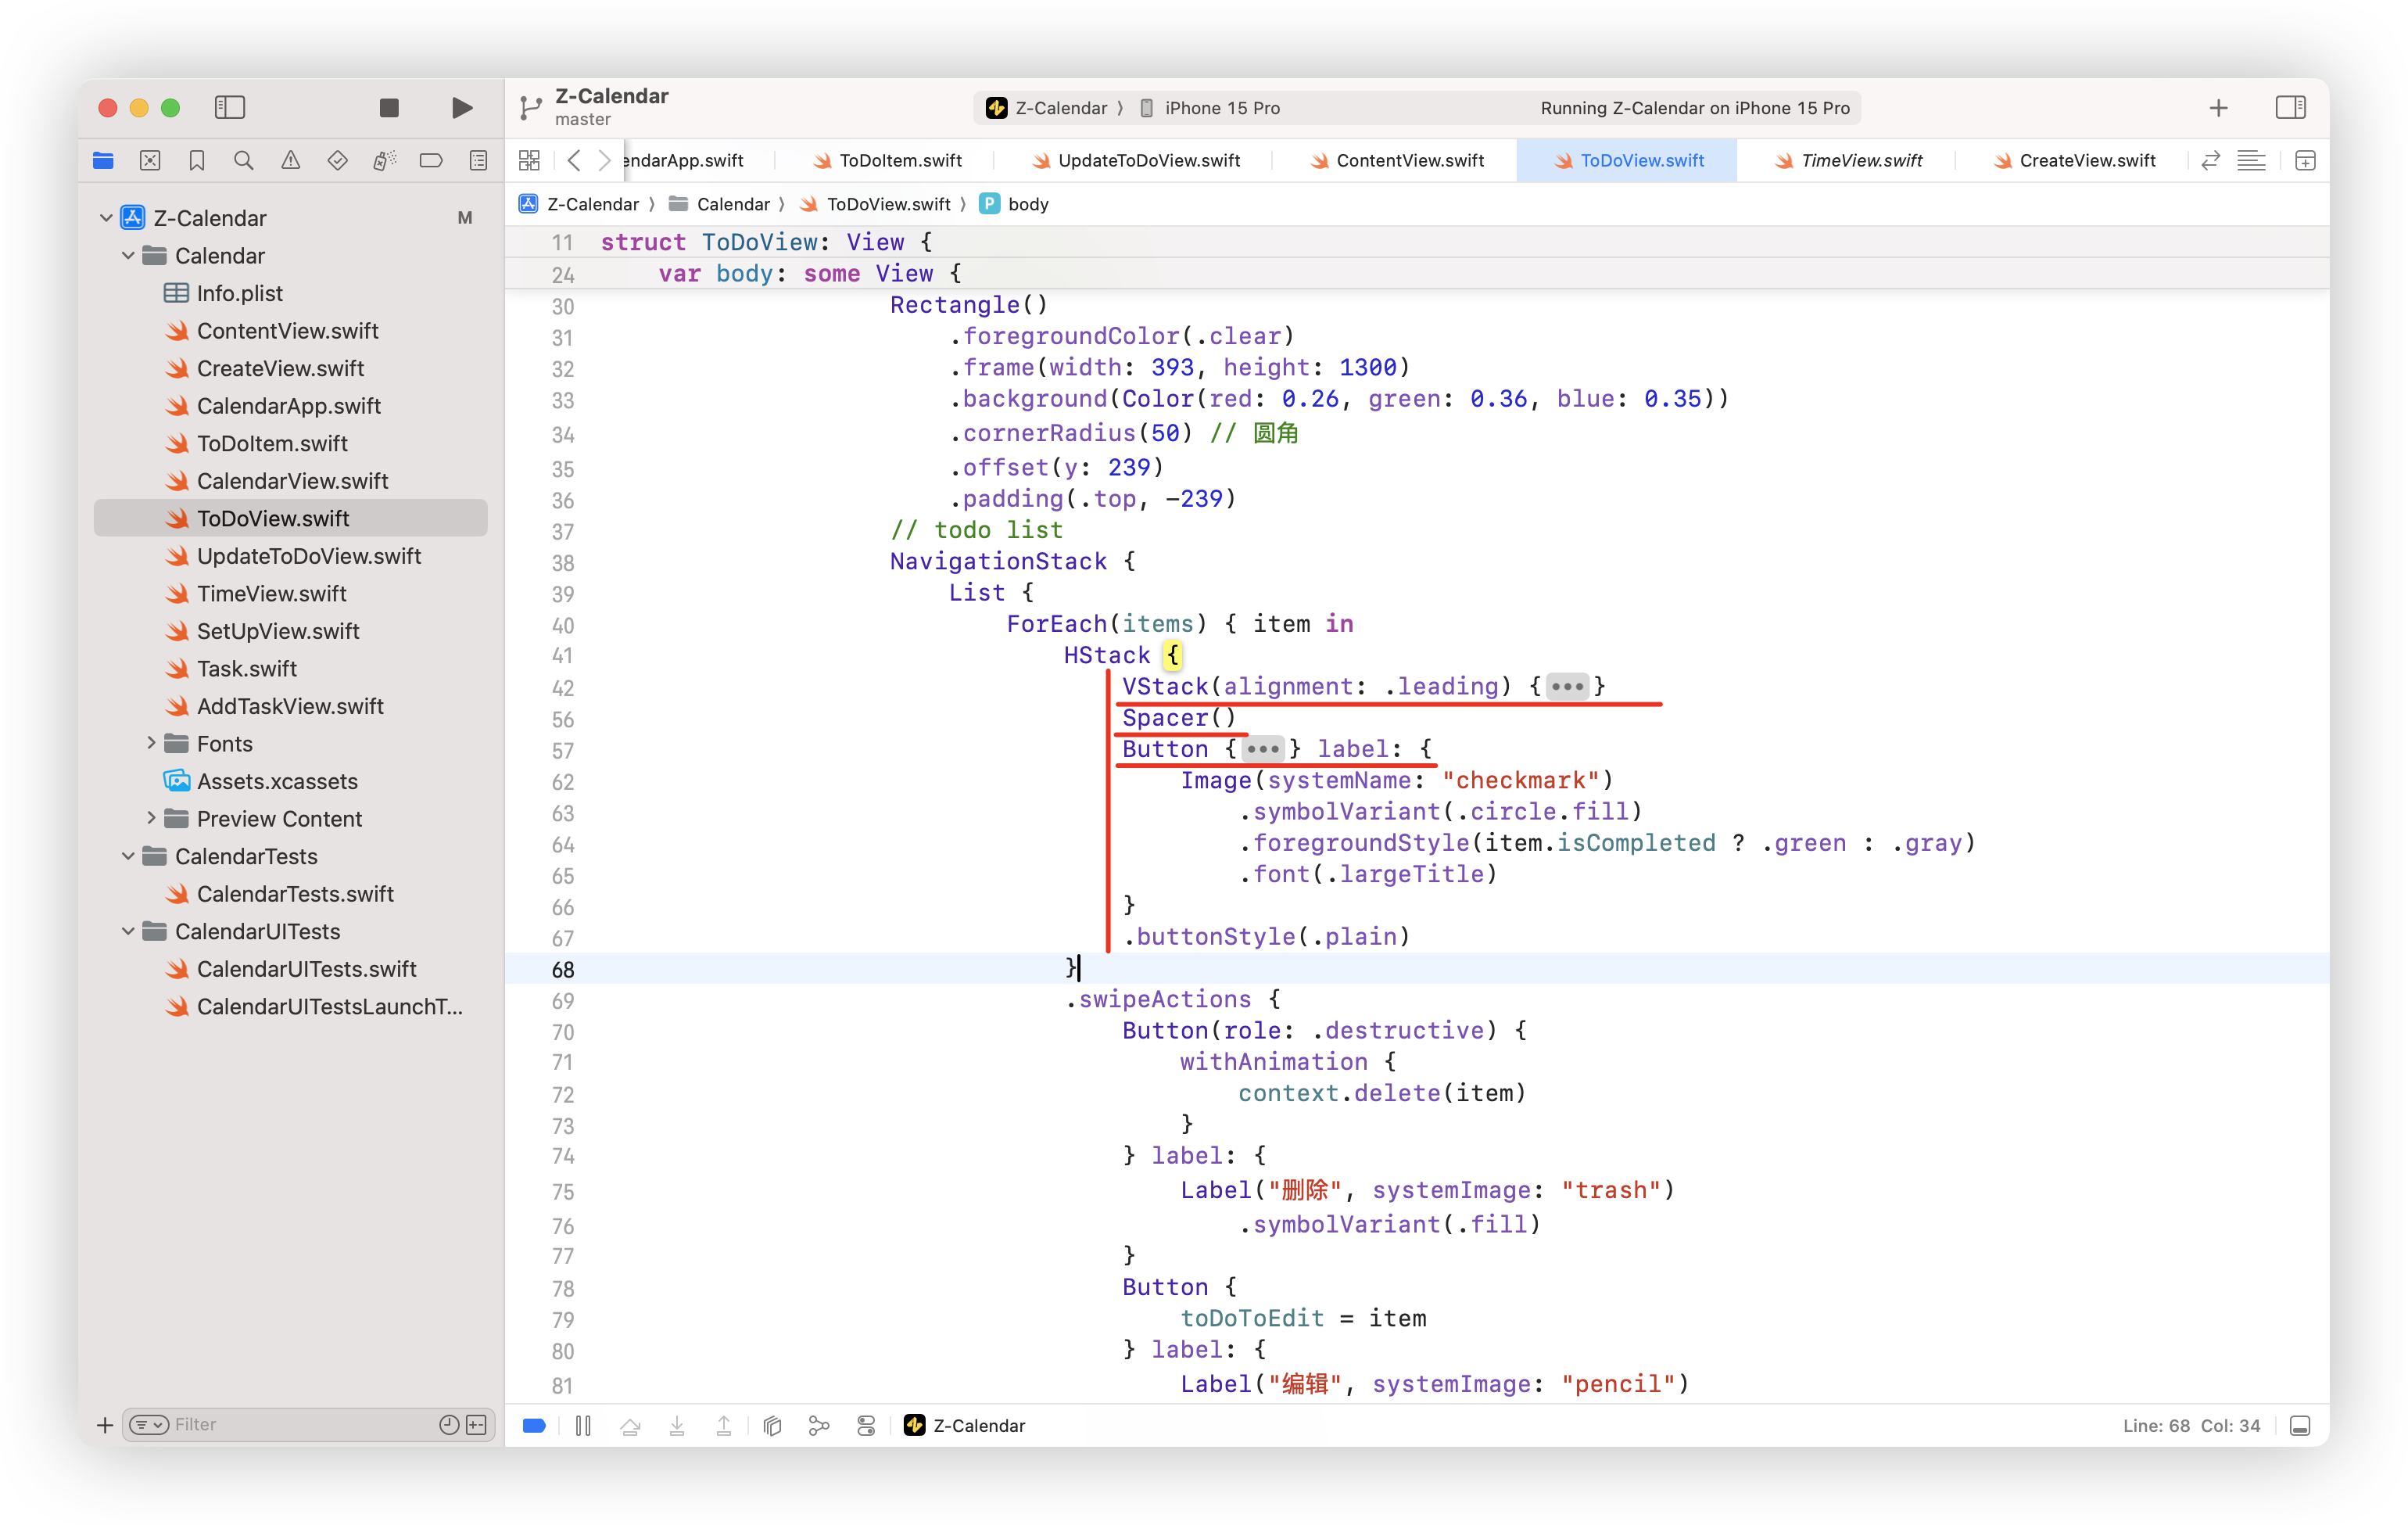 Z-Calendar
master
Z-Calendar 〉 iPhone 15 Pro
Running Z-Calendar on iPhone 15 Pro
endarApp.swift
ToDoItem.swift
UpdateToDoView.swift
ContentView.swift
ToDoView.swift
TimeView.swift
CreateView.swift
Z-Calendar 〉 Calendar 〉 ToDoView.swift 〉 P body
Z-Calendar M
Calendar
Info.plist
ContentView.swift
CreateView.swift
CalendarApp.swift
ToDoItem.swift
CalendarView.swift
ToDoView.swift
UpdateToDoView.swift
TimeView.swift
SetUpView.swift
Task.swift
AddTaskView.swift
Fonts
Assets.xcassets
Preview Content
CalendarTests
CalendarTests.swift
CalendarUITests
CalendarUITests.swift
CalendarUITestsLaunchT...
Filter
11 struct ToDoView: View {
24 var body: some View {
30 Rectangle()
31 .foregroundColor(.clear)
32 .frame(width: 393, height: 1300)
33 .background(Color(red: 0.26, green: 0.36, blue: 0.35))
34 .cornerRadius(50) // 圆角
35 .offset(y: 239)
36 .padding(.top, -239)
37 // todo list
38 NavigationStack {
39 List {
40 ForEach(items) { item in
41 HStack {
42 VStack(alignment: .leading) {•••}
56 Spacer()
57 Button {•••} label: {
62 Image(systemName: "checkmark")
63 .symbolVariant(.circle.fill)
64 .foregroundStyle(item.isCompleted ? .green : .gray)
65 .font(.largeTitle)
66 }
67 .buttonStyle(.plain)
68 }
69 .swipeActions {
70 Button(role: .destructive) {
71 withAnimation {
72 context.delete(item)
73 }
74 } label: {
75 Label("删除", systemImage: "trash")
76 .symbolVariant(.fill)
77 }
78 Button {
79 toDoToEdit = item
80 } label: {
81 Label("编辑", systemImage: "pencil")
Z-Calendar
Line: 68 Col: 34